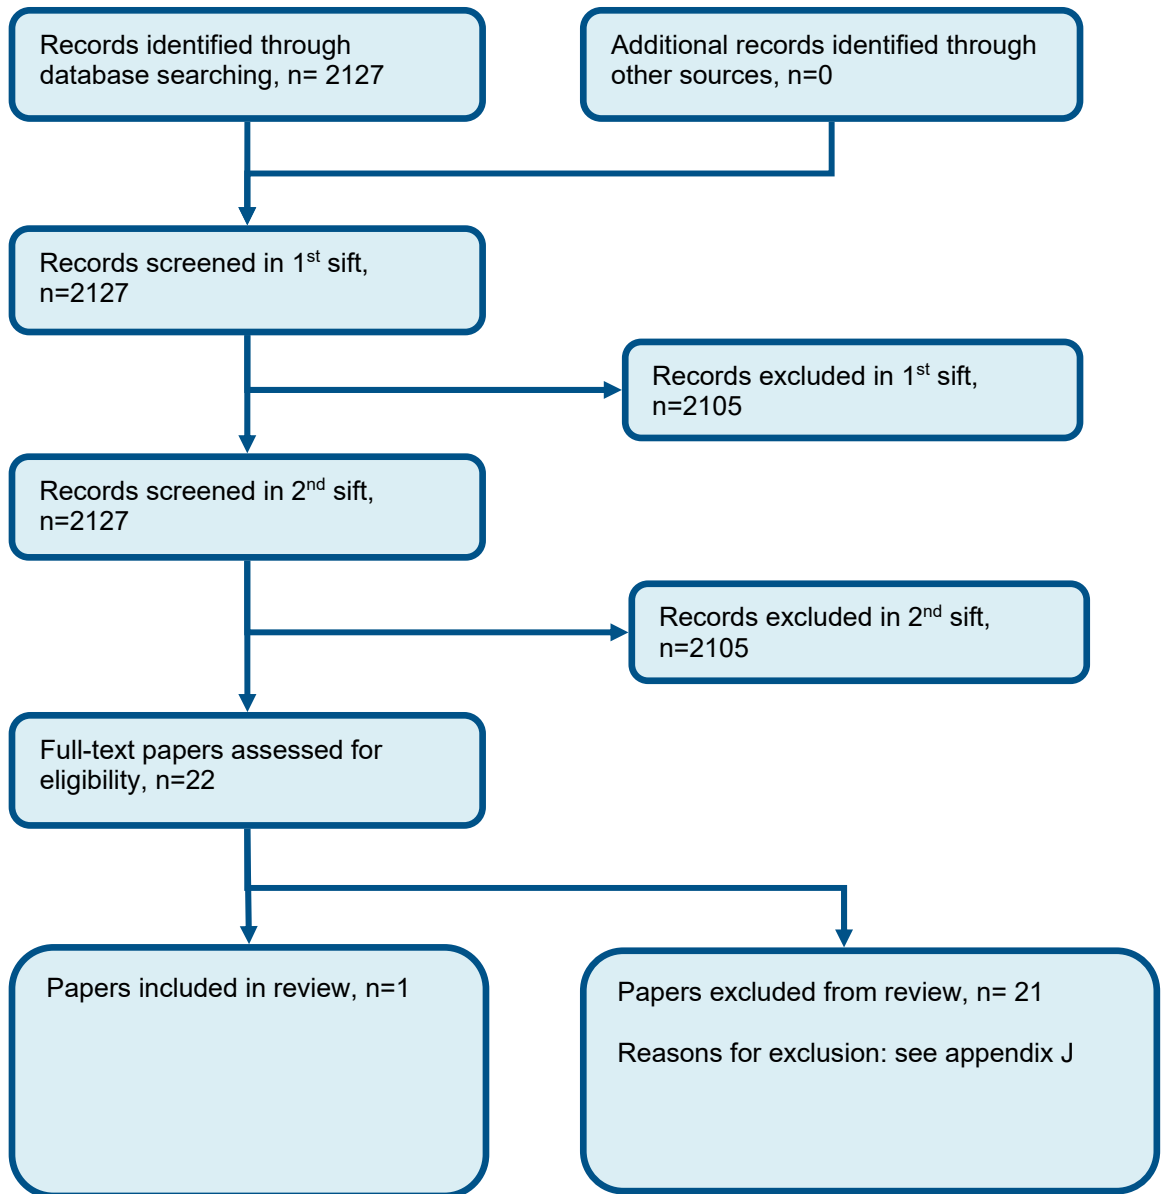 Records identified through
database searching, n= 2127
Additional records identified through
other sources, n=0
Records screened in 1st sift,
n=2127
Records excluded in 1st sift,
n=2105
Records screened in 2nd sift,
n=2127
Records excluded in 2nd sift,
n=2105
Full-text papers assessed for
eligibility, n=22
Papers included in review, n=1
Papers excluded from review, n= 21
Reasons for exclusion: see appendix J